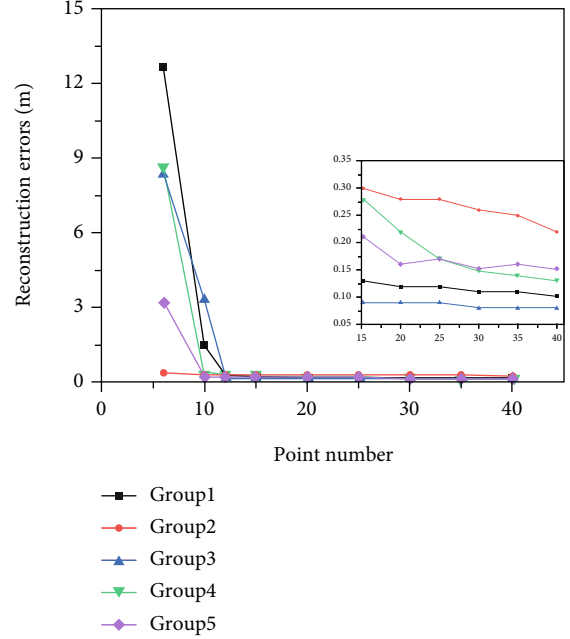 15
12
9
6
3
0
Reconstruction errors (m)
0.35
0.30
0.25
0.20
0.15
0.10
0.05
15 20 25 30 35 40
0 10 20 30 40
Point number
Group1
Group2
Group3
Group4
Group5